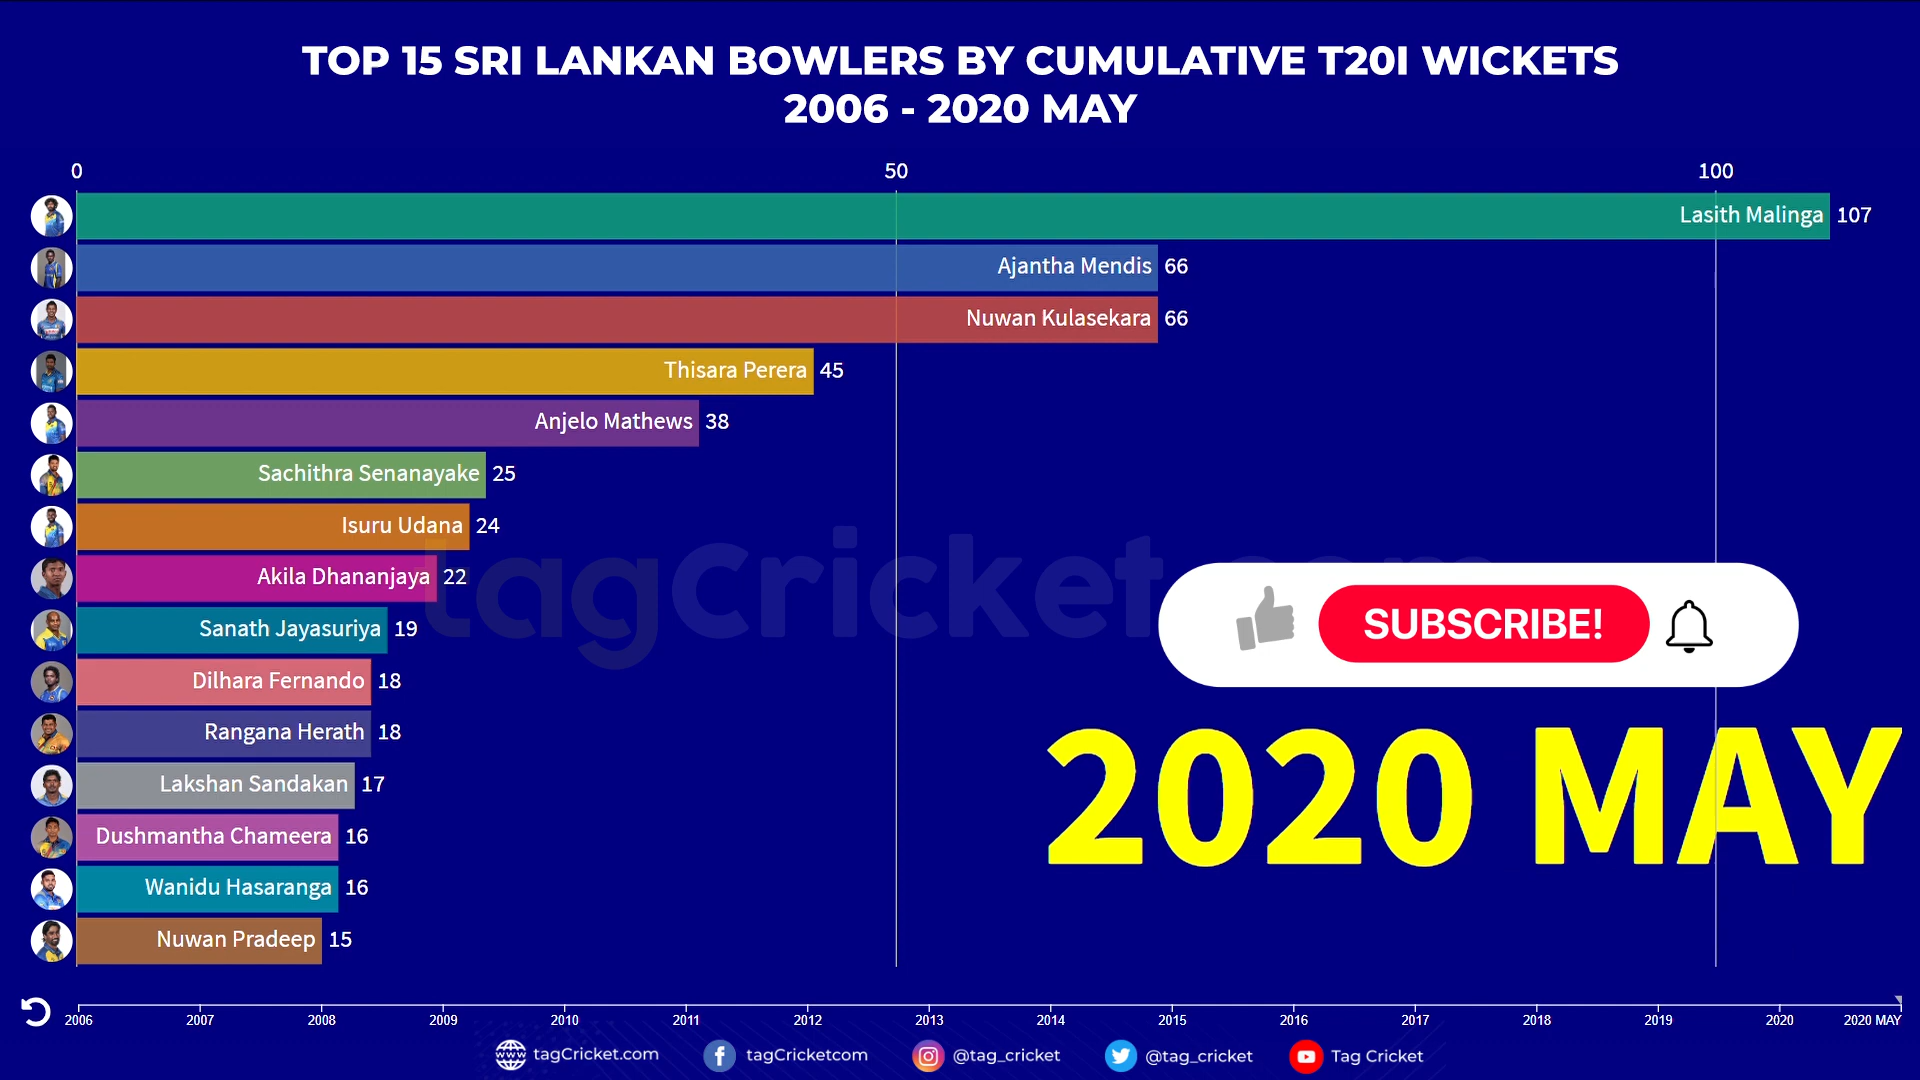 TOP 15 SRI LANKAN BOWLERS BY CUMULATIVE T20I WICKETS
2006 - 2020 MAY
0 50 100
Lasith Malinga 107
Ajantha Mendis 66
Nuwan Kulasekara 66
Thisara Perera 45
Anjelo Mathews 38
Sachithra Senanayake 25
Isuru Udana 24
Akila Dhananjaya 22
tagCricket.com
SUBSCRIBE!
Sanath Jayasuriya 19
Dilhara Fernando 18
Rangana Herath 18
Lakshan Sandakan 17
2020 MAY
Dushmantha Chameera 16
Wanidu Hasaranga 16
Nuwan Pradeep 15
2006 2007 2008 2009 2010 2011 2012 2013 2014 2015 2016 2017 2018 2019 2020 2020 MAY
www tagCricket.com f tagCricketcom @tag_cricket @tag_cricket Tag Cricket